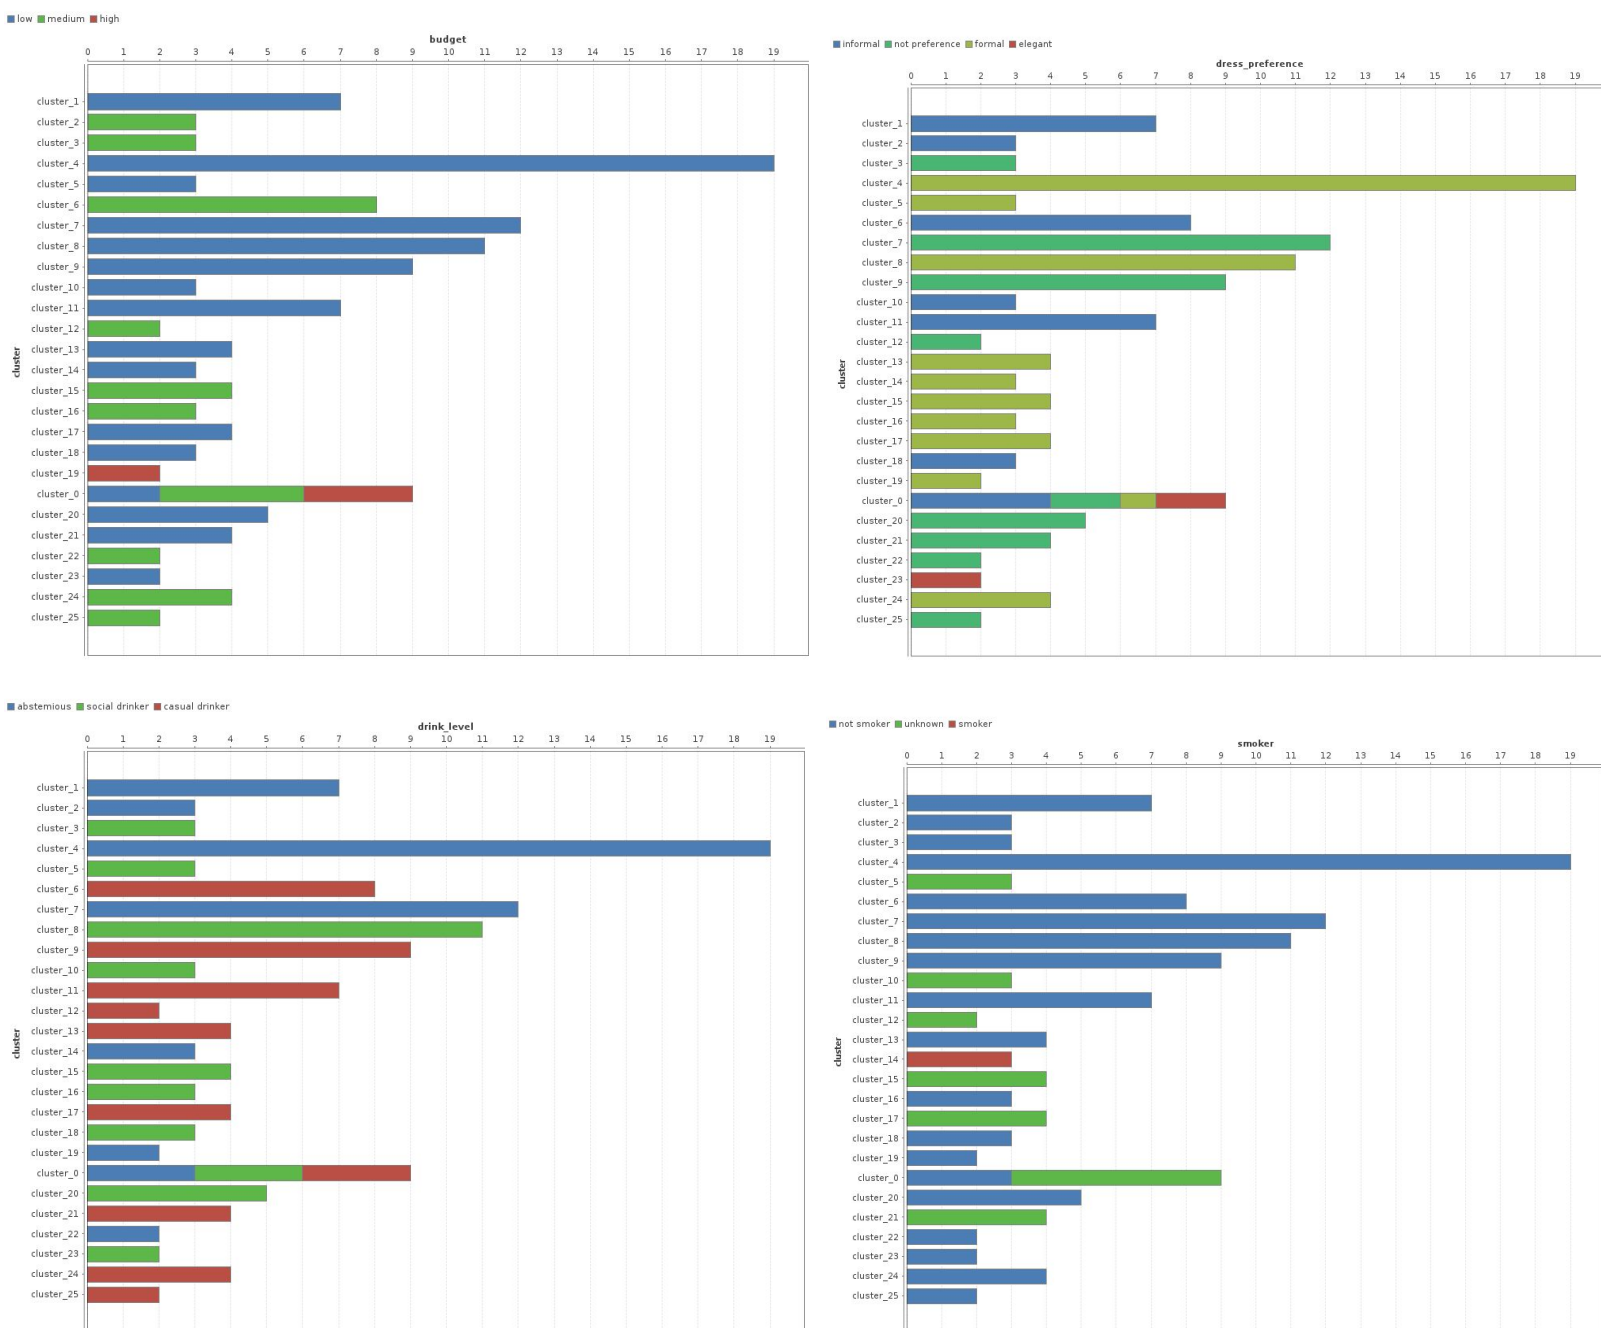 low medium high
budget
0 1 2 3 4 5 6 7 8 9 10 11 12 13 14 15 16 17 18 19
cluster
cluster_1
cluster_2
cluster_3
cluster_4
cluster_5
cluster_6
cluster_7
cluster_8
cluster_9
cluster_10
cluster_11
cluster_12
cluster_13
cluster_14
cluster_15
cluster_16
cluster_17
cluster_18
cluster_19
cluster_0
cluster_20
cluster_21
cluster_22
cluster_23
cluster_24
cluster_25
informal not preference formal elegant
dress_preference
0 1 2 3 4 5 6 7 8 9 10 11 12 13 14 15 16 17 18 19
cluster
cluster_1
cluster_2
cluster_3
cluster_4
cluster_5
cluster_6
cluster_7
cluster_8
cluster_9
cluster_10
cluster_11
cluster_12
cluster_13
cluster_14
cluster_15
cluster_16
cluster_17
cluster_18
cluster_19
cluster_0
cluster_20
cluster_21
cluster_22
cluster_23
cluster_24
cluster_25
abstemious social drinker casual drinker
drink_level
0 1 2 3 4 5 6 7 8 9 10 11 12 13 14 15 16 17 18 19
cluster
cluster_1
cluster_2
cluster_3
cluster_4
cluster_5
cluster_6
cluster_7
cluster_8
cluster_9
cluster_10
cluster_11
cluster_12
cluster_13
cluster_14
cluster_15
cluster_16
cluster_17
cluster_18
cluster_19
cluster_0
cluster_20
cluster_21
cluster_22
cluster_23
cluster_24
cluster_25
not smoker unknown smoker
smoker
0 1 2 3 4 5 6 7 8 9 10 11 12 13 14 15 16 17 18 19
cluster
cluster_1
cluster_2
cluster_3
cluster_4
cluster_5
cluster_6
cluster_7
cluster_8
cluster_9
cluster_10
cluster_11
cluster_12
cluster_13
cluster_14
cluster_15
cluster_16
cluster_17
cluster_18
cluster_19
cluster_0
cluster_20
cluster_21
cluster_22
cluster_23
cluster_24
cluster_25